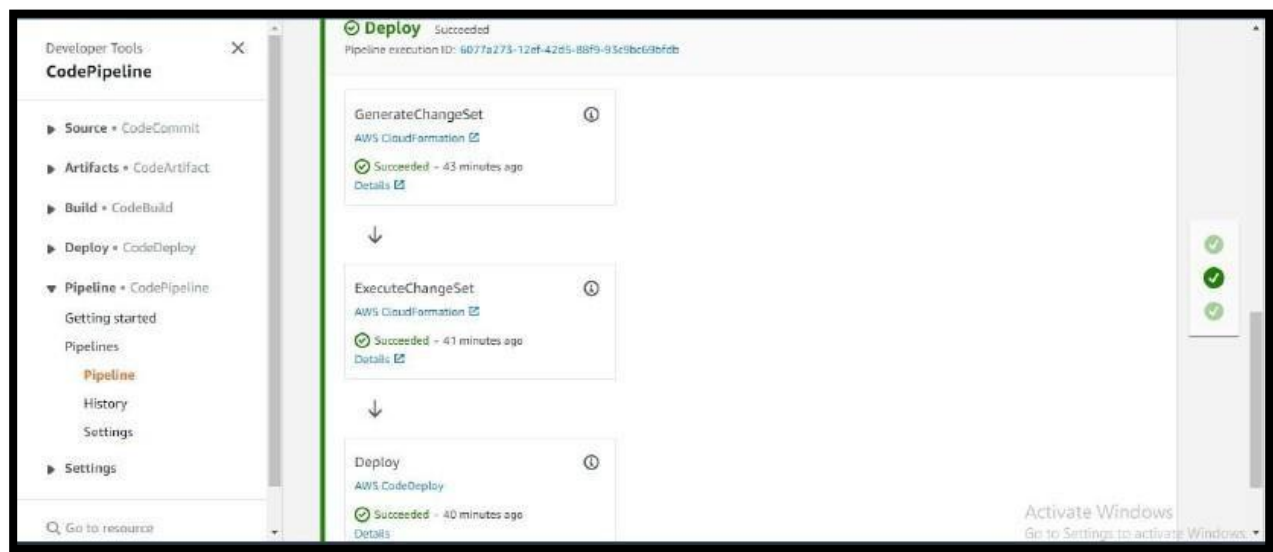 Developer Tools
CodePipeline
Source • CodeCommit
Artifacts • CodeArtifact
Build • CodeBuild
Deploy • CodeDeploy
Pipeline • CodePipeline
Getting started
Pipelines
Pipeline
History
Settings
Settings
Go to resource
Deploy Succeeded
Pipeline execution ID: 6077a273-12ef-42d5-88f9-93c9bc69bfdb
GenerateChangeSet
AWS CloudFormation
Succeeded - 43 minutes ago
Details
ExecuteChangeSet
AWS CloudFormation
Succeeded - 41 minutes ago
Details
Deploy
AWS CodeDeploy
Succeeded - 40 minutes ago
Details
Activate Windows
Go to Settings to activate Windows.